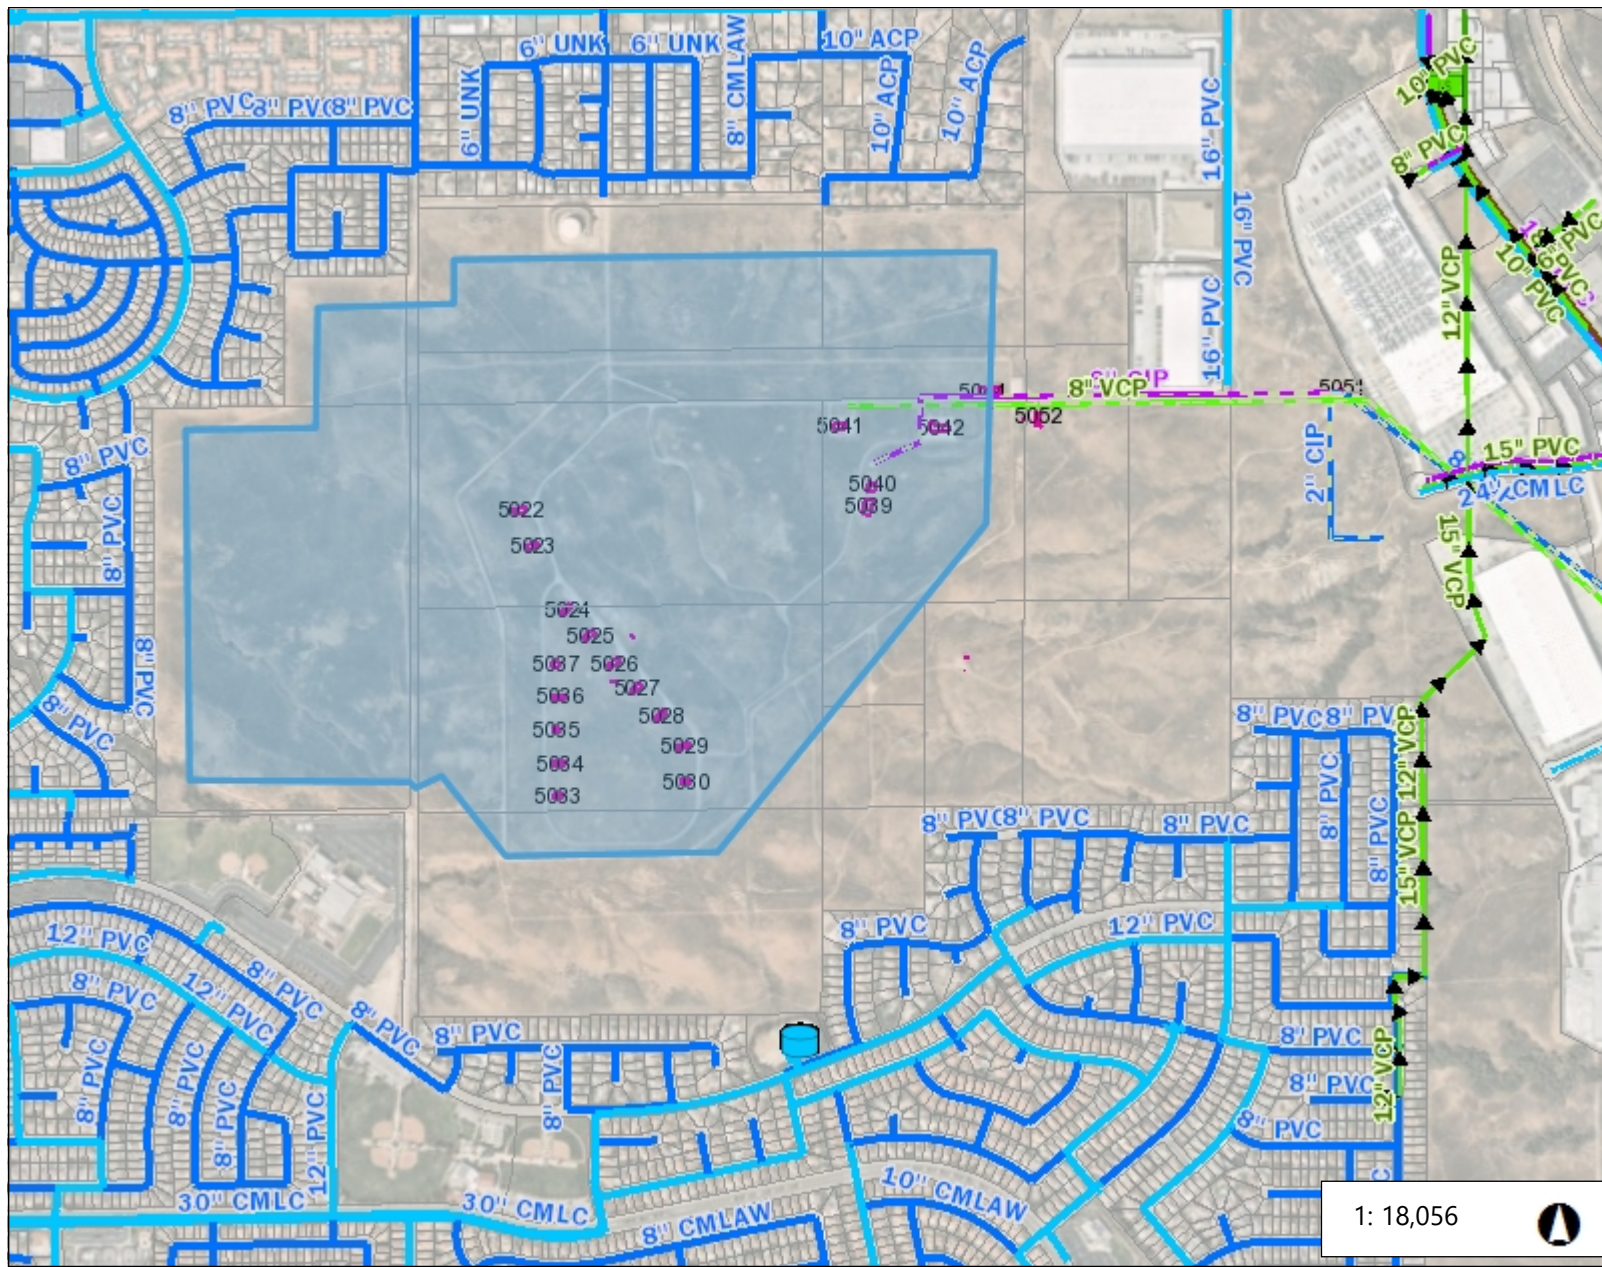 6" UNK
6" UNK
10" ACP
10" PVC
8" PVC
8" PVC
8" PVC
6" UNK
8" CMLAW
10" ACP
10" ACP
16" PVC
8" PVC
16" PVC
12" VCP
10" PVC
16" PVC
8" VCP
5051
5041
5042
5052
8" PVC
2" CIP
15" PVC
5040
24" CMLC
5039
5022
8" PVC
5023
15" VCP
5024
5025
5037
5026
8" PVC
5027
5036
8" PVC
5028
8" PVC
8" PV
5035
5029
12" VCP
5034
5030
8" PVC
5033
8" PVC
8" PVC
8" PVC
8" PVC
15" VCP
12" PVC
8" PVC
12" PVC
8" PVC
8" PVC
12" PVC
8" PVC
8" PVC
8" PVC
8" PVC
8" PVC
8" PVC
8" PVC
12" VCP
8" PVC
8" PVC
12" PVC
8" PVC
30" CMLC
30" CMLC
10" CMLAW
8" CMLAW
1: 18,056